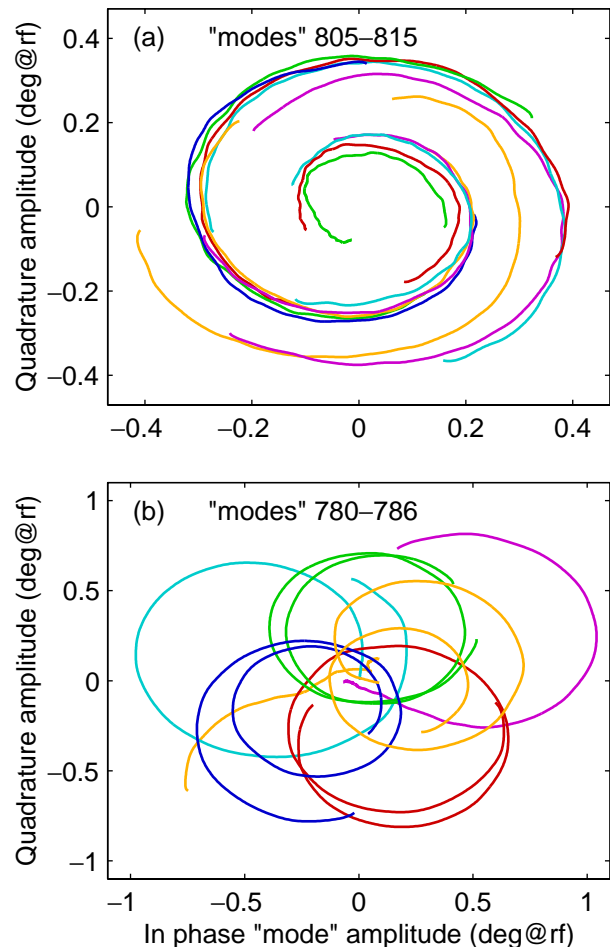 (a) "modes" 805–815
Quadrature amplitude (deg@rf)
0.4
0.2
0
−0.2
−0.4
−0.4 −0.2 0 0.2 0.4
(b) "modes" 780–786
Quadrature amplitude (deg@rf)
1
0.5
0
−0.5
−1
−1 −0.5 0 0.5 1
In phase "mode" amplitude (deg@rf)